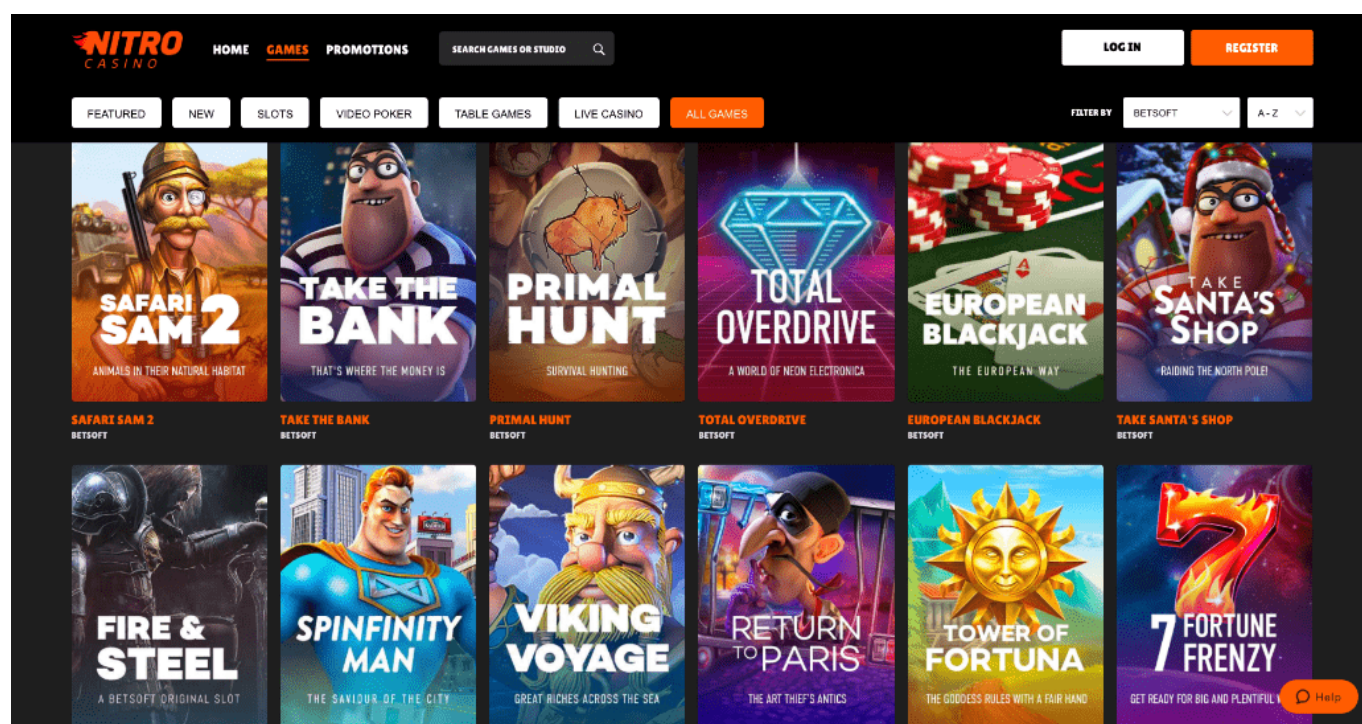 NITRO
CASINO
HOME GAMES PROMOTIONS
SEARCH GAMES OR STUDIO
LOG IN
REGISTER
FEATURED
NEW
SLOTS
VIDEO POKER
TABLE GAMES
LIVE CASINO
ALL GAMES
FILTER BY
BETSOFT
A-Z
SAFARI
SAM 2
ANIMALS IN THEIR NATURAL HABITAT
TAKE THE
BANK
THAT'S WHERE THE MONEY IS
PRIMAL
HUNT
SURVIVAL HUNTING
TOTAL
OVERDRIVE
A WORLD OF NEON ELECTRONICA
A
EUROPEAN
BLACKJACK
THE EUROPEAN WAY
TAKE
SANTA'S
SHOP
RAIDING THE NORTH POLE!
SAFARI SAM 2
BETSOFT
TAKE THE BANK
BETSOFT
PRIMAL HUNT
BETSOFT
TOTAL OVERDRIVE
BETSOFT
EUROPEAN BLACKJACK
BETSOFT
TAKE SANTA'S SHOP
BETSOFT
FIRE &
STEEL
A BETSOFT ORIGINAL SLOT
SPINFINITY
MAN
THE SAVIOUR OF THE CITY
VIKING
VOYAGE
GREAT RICHES ACROSS THE SEA
RETURN
TO PARIS
THE ART THIEF'S ANTICS
TOWER OF
FORTUNA
THE GODDESS RULES WITH A FAIR HAND
7
7 FORTUNE
FRENZY
GET READY FOR BIG AND PLENTIFUL
Help